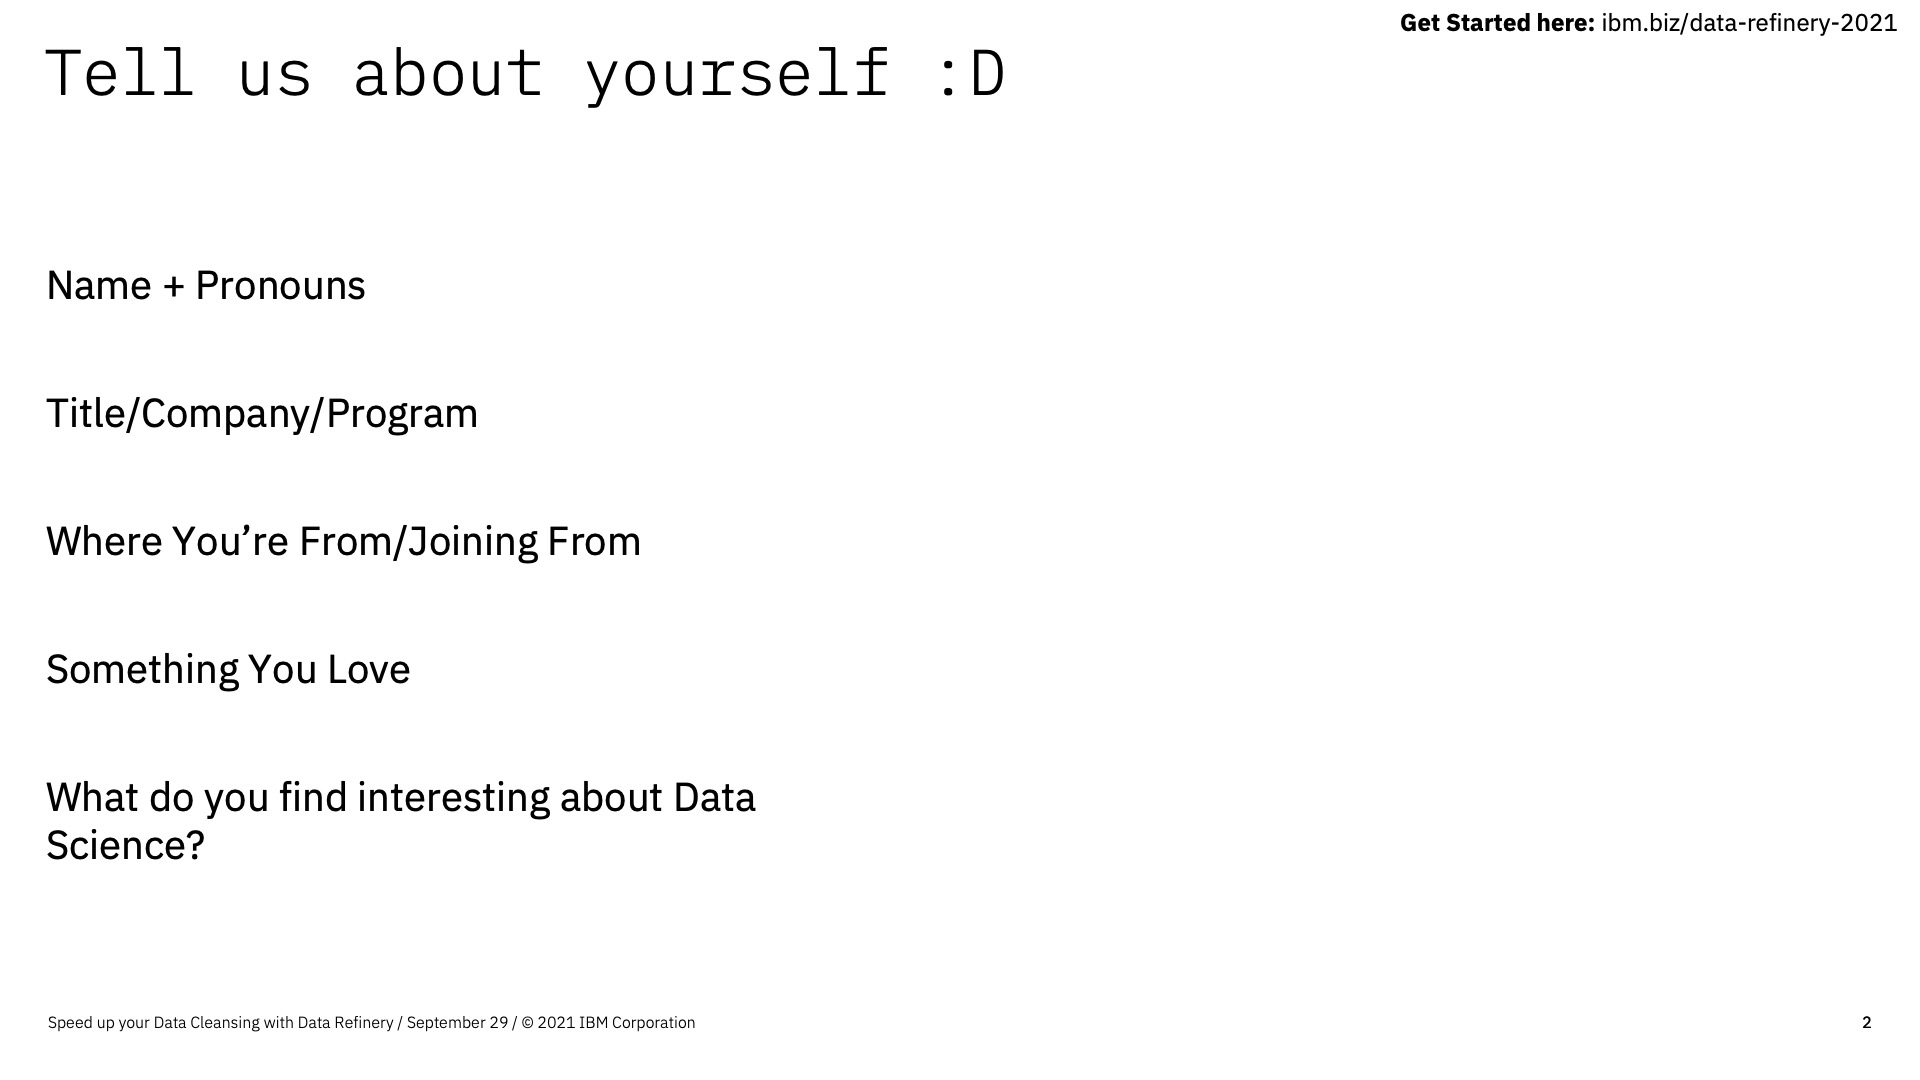 Get Started here: ibm.biz/data-refinery-2021
Tell us about yourself :D
Name + Pronouns
Title/Company/Program
Where You’re From/Joining From
Something You Love
What do you find interesting about Data
Science?
Speed up your Data Cleansing with Data Refinery / September 29 / © 2021 IBM Corporation
2